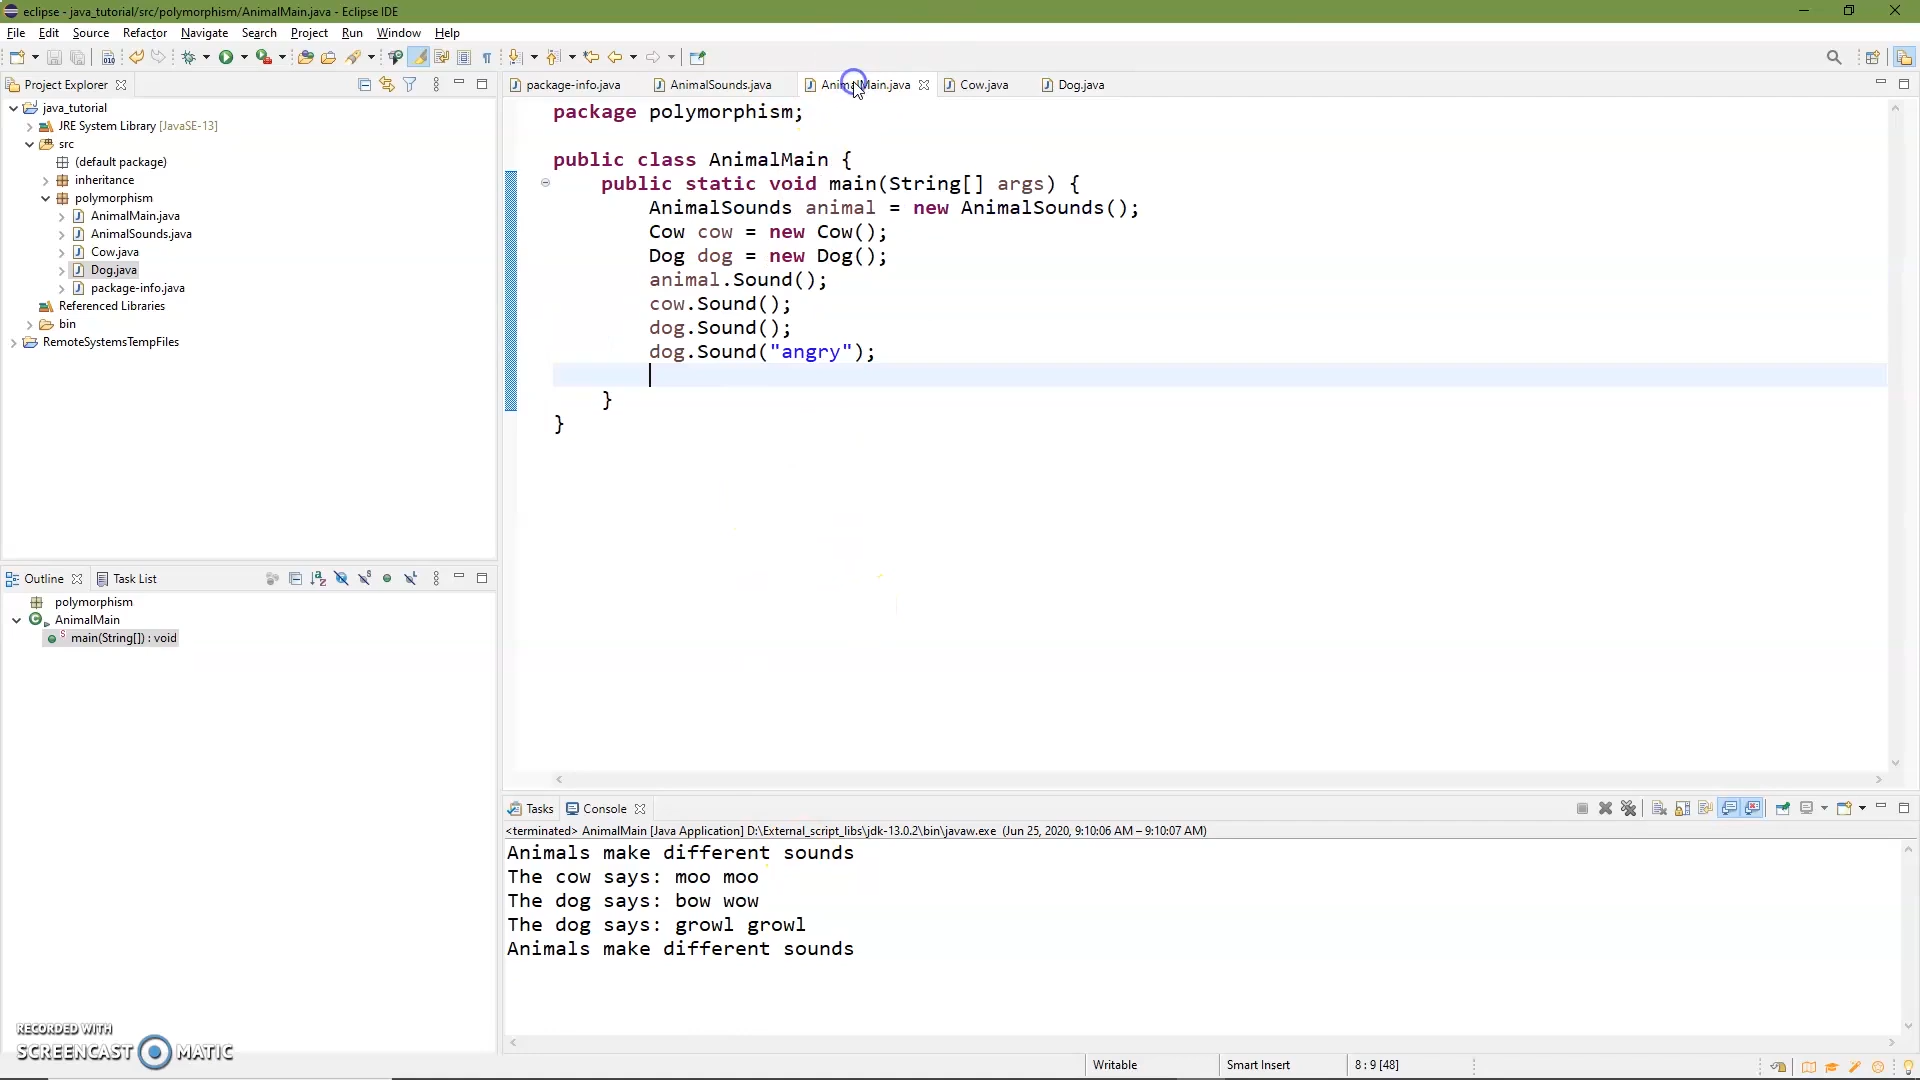 eclipse - java_tutorial/src/polymorphism/AnimalMain.java - Eclipse IDE
File Edit Source Refactor Navigate Search Project Run Window Help
Project Explorer
java_tutorial
JRE System Library [JavaSE-13]
src
(default package)
inheritance
polymorphism
AnimalMain.java
AnimalSounds.java
Cow.java
Dog.java
package-info.java
Referenced Libraries
bin
RemoteSystemsTempFiles
Outline Task List
polymorphism
AnimalMain
main(String[]) : void
package-info.java AnimalSounds.java AnimalMain.java Cow.java Dog.java
package polymorphism;
public class AnimalMain {
public static void main(String[] args) {
AnimalSounds animal = new AnimalSounds();
Cow cow = new Cow();
Dog dog = new Dog();
animal.Sound();
cow.Sound();
dog.Sound();
dog.Sound("angry");
}
}
Tasks Console
<terminated> AnimalMain [Java Application] D:\External_script_libs\jdk-13.0.2\bin\javaw.exe (Jun 25, 2020, 9:10:06 AM – 9:10:07 AM)
Animals make different sounds
The cow says: moo moo
The dog says: bow wow
The dog says: growl growl
Animals make different sounds
RECORDED WITH
SCREENCAST MATIC
Writable Smart Insert 8 : 9 [48]